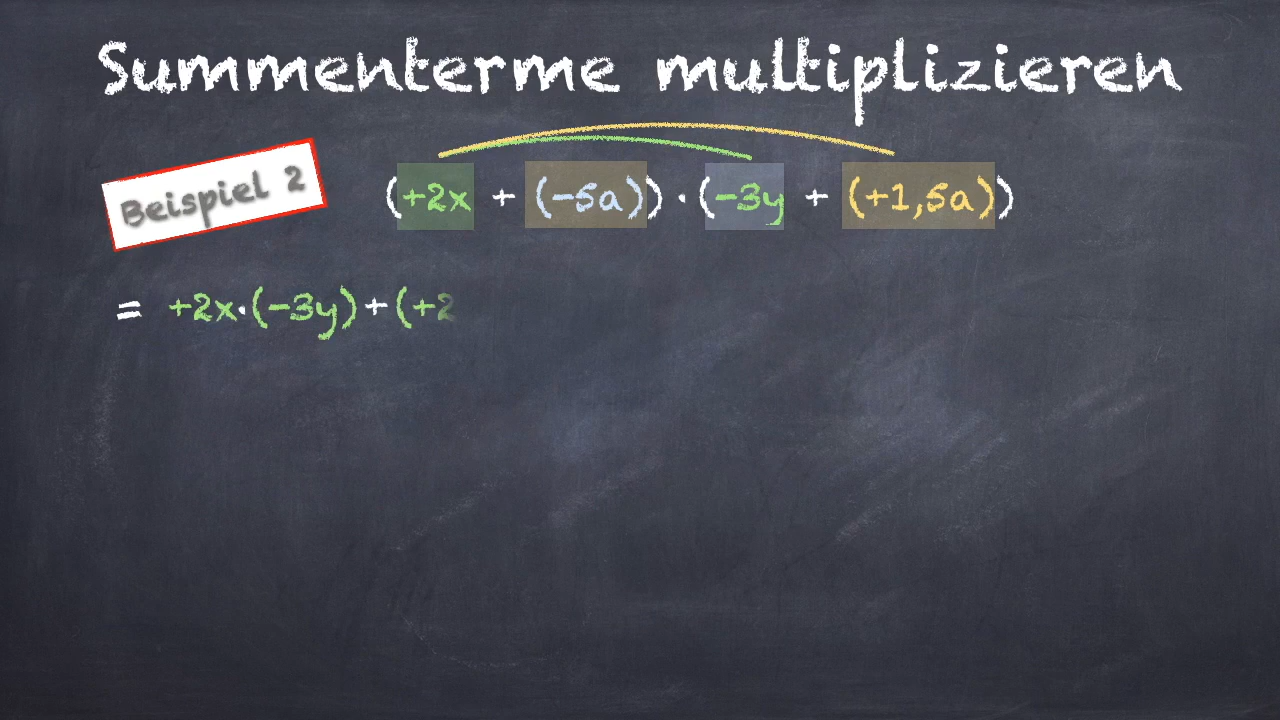 Summenterme multiplizieren
Beispiel 2
(+2x + (-5a)) · (-3y + (+1,5a))
= +2x·(-3y)+(+2